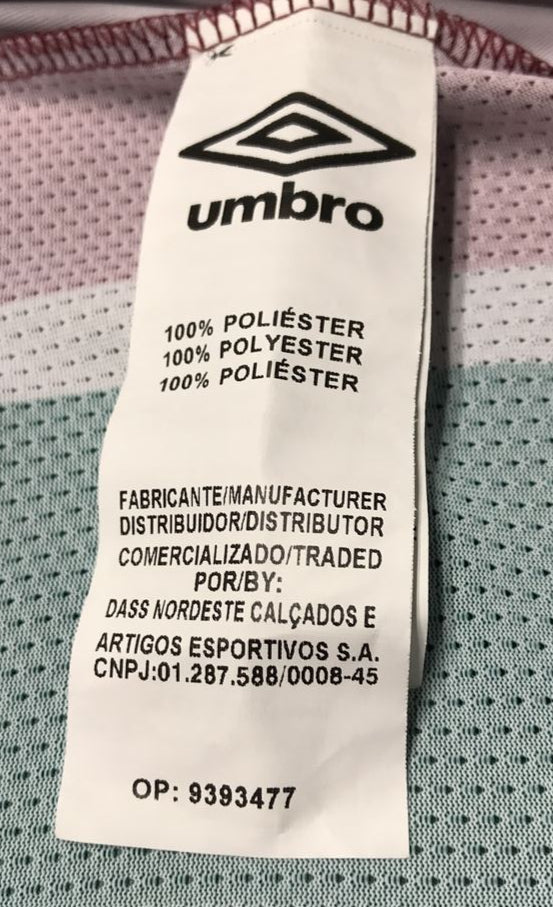 umbro
100% POLIÉSTER
100% POLYESTER
100% POLIÉSTER
FABRICANTE/MANUFACTURER
DISTRIBUIDOR/DISTRIBUTOR
COMERCIALIZADO/TRADED
POR/BY:
DASS NORDESTE CALÇADOS E
ARTIGOS ESPORTIVOS S.A.
CNPJ:01.287.588/0008-45
OP: 9393477